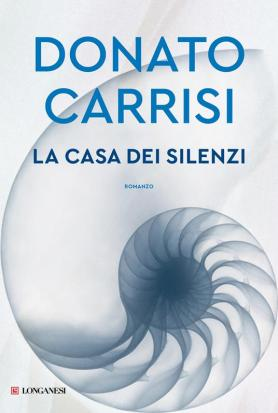 DONATO
CARRISI
LA CASA DEI SILENZI
ROMANZO
LONGANESI